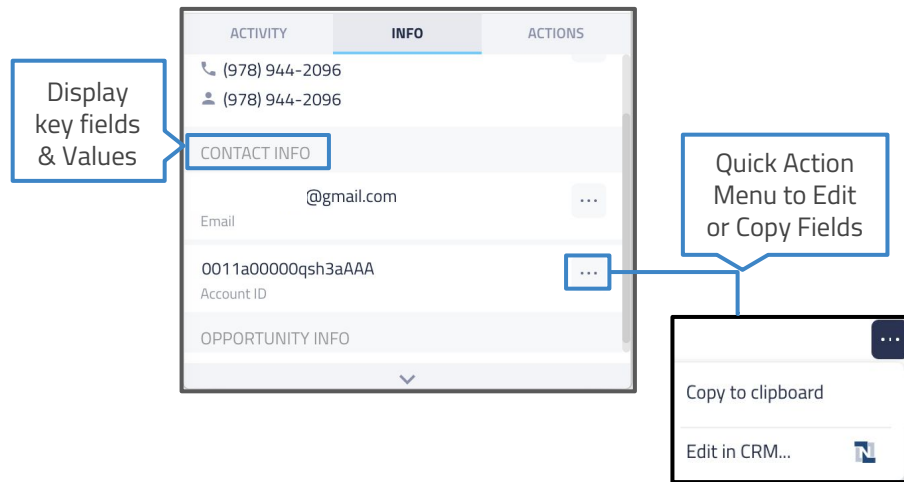 ACTIVITY INFO ACTIONS
(978) 944-2096
(978) 944-2096
Display
key fields
& Values
CONTACT INFO
@gmail.com
Email
0011a00000qsh3aAAA
Account ID
OPPORTUNITY INFO
Quick Action
Menu to Edit
or Copy Fields
Copy to clipboard
Edit in CRM... N